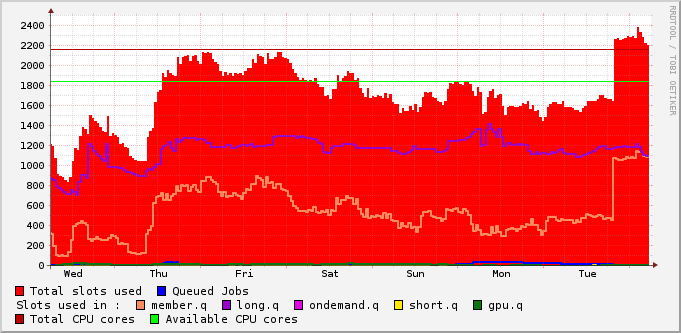 2400
2200
2000
1800
1600
1400
1200
1000
800
600
400
200
0
Wed Thu Fri Sat Sun Mon Tue
RRDTOOL / TOBI OETIKER
Total slots used Queued Jobs
Slots used in : member.q long.q ondemand.q short.q gpu.q
Total CPU cores Available CPU cores